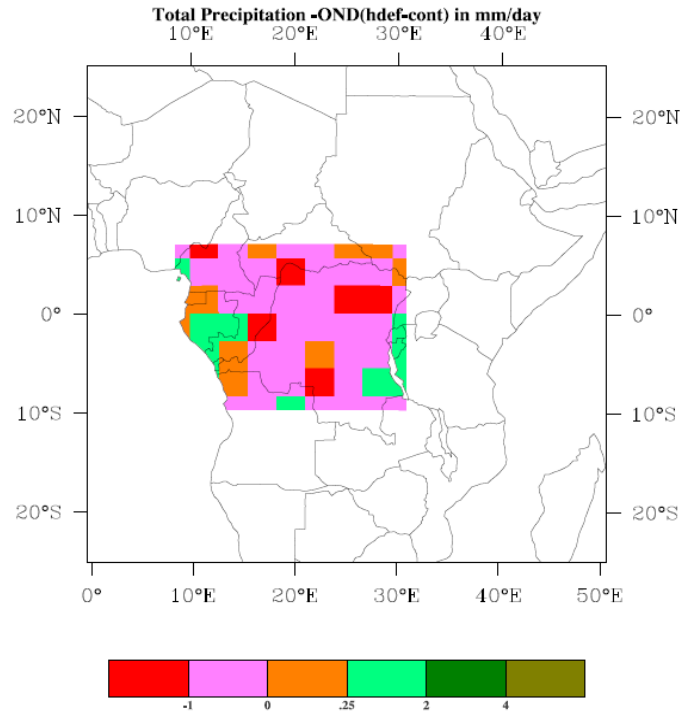 Total Precipitation -OND(hdef-cont) in mm/day
10°E 20°E 30°E 40°E
20°N 20°N
10°N 10°N
0° 0°
10°S 10°S
20°S 20°S
0° 10°E 20°E 30°E 40°E 50°E
-1 0 .25 2 4